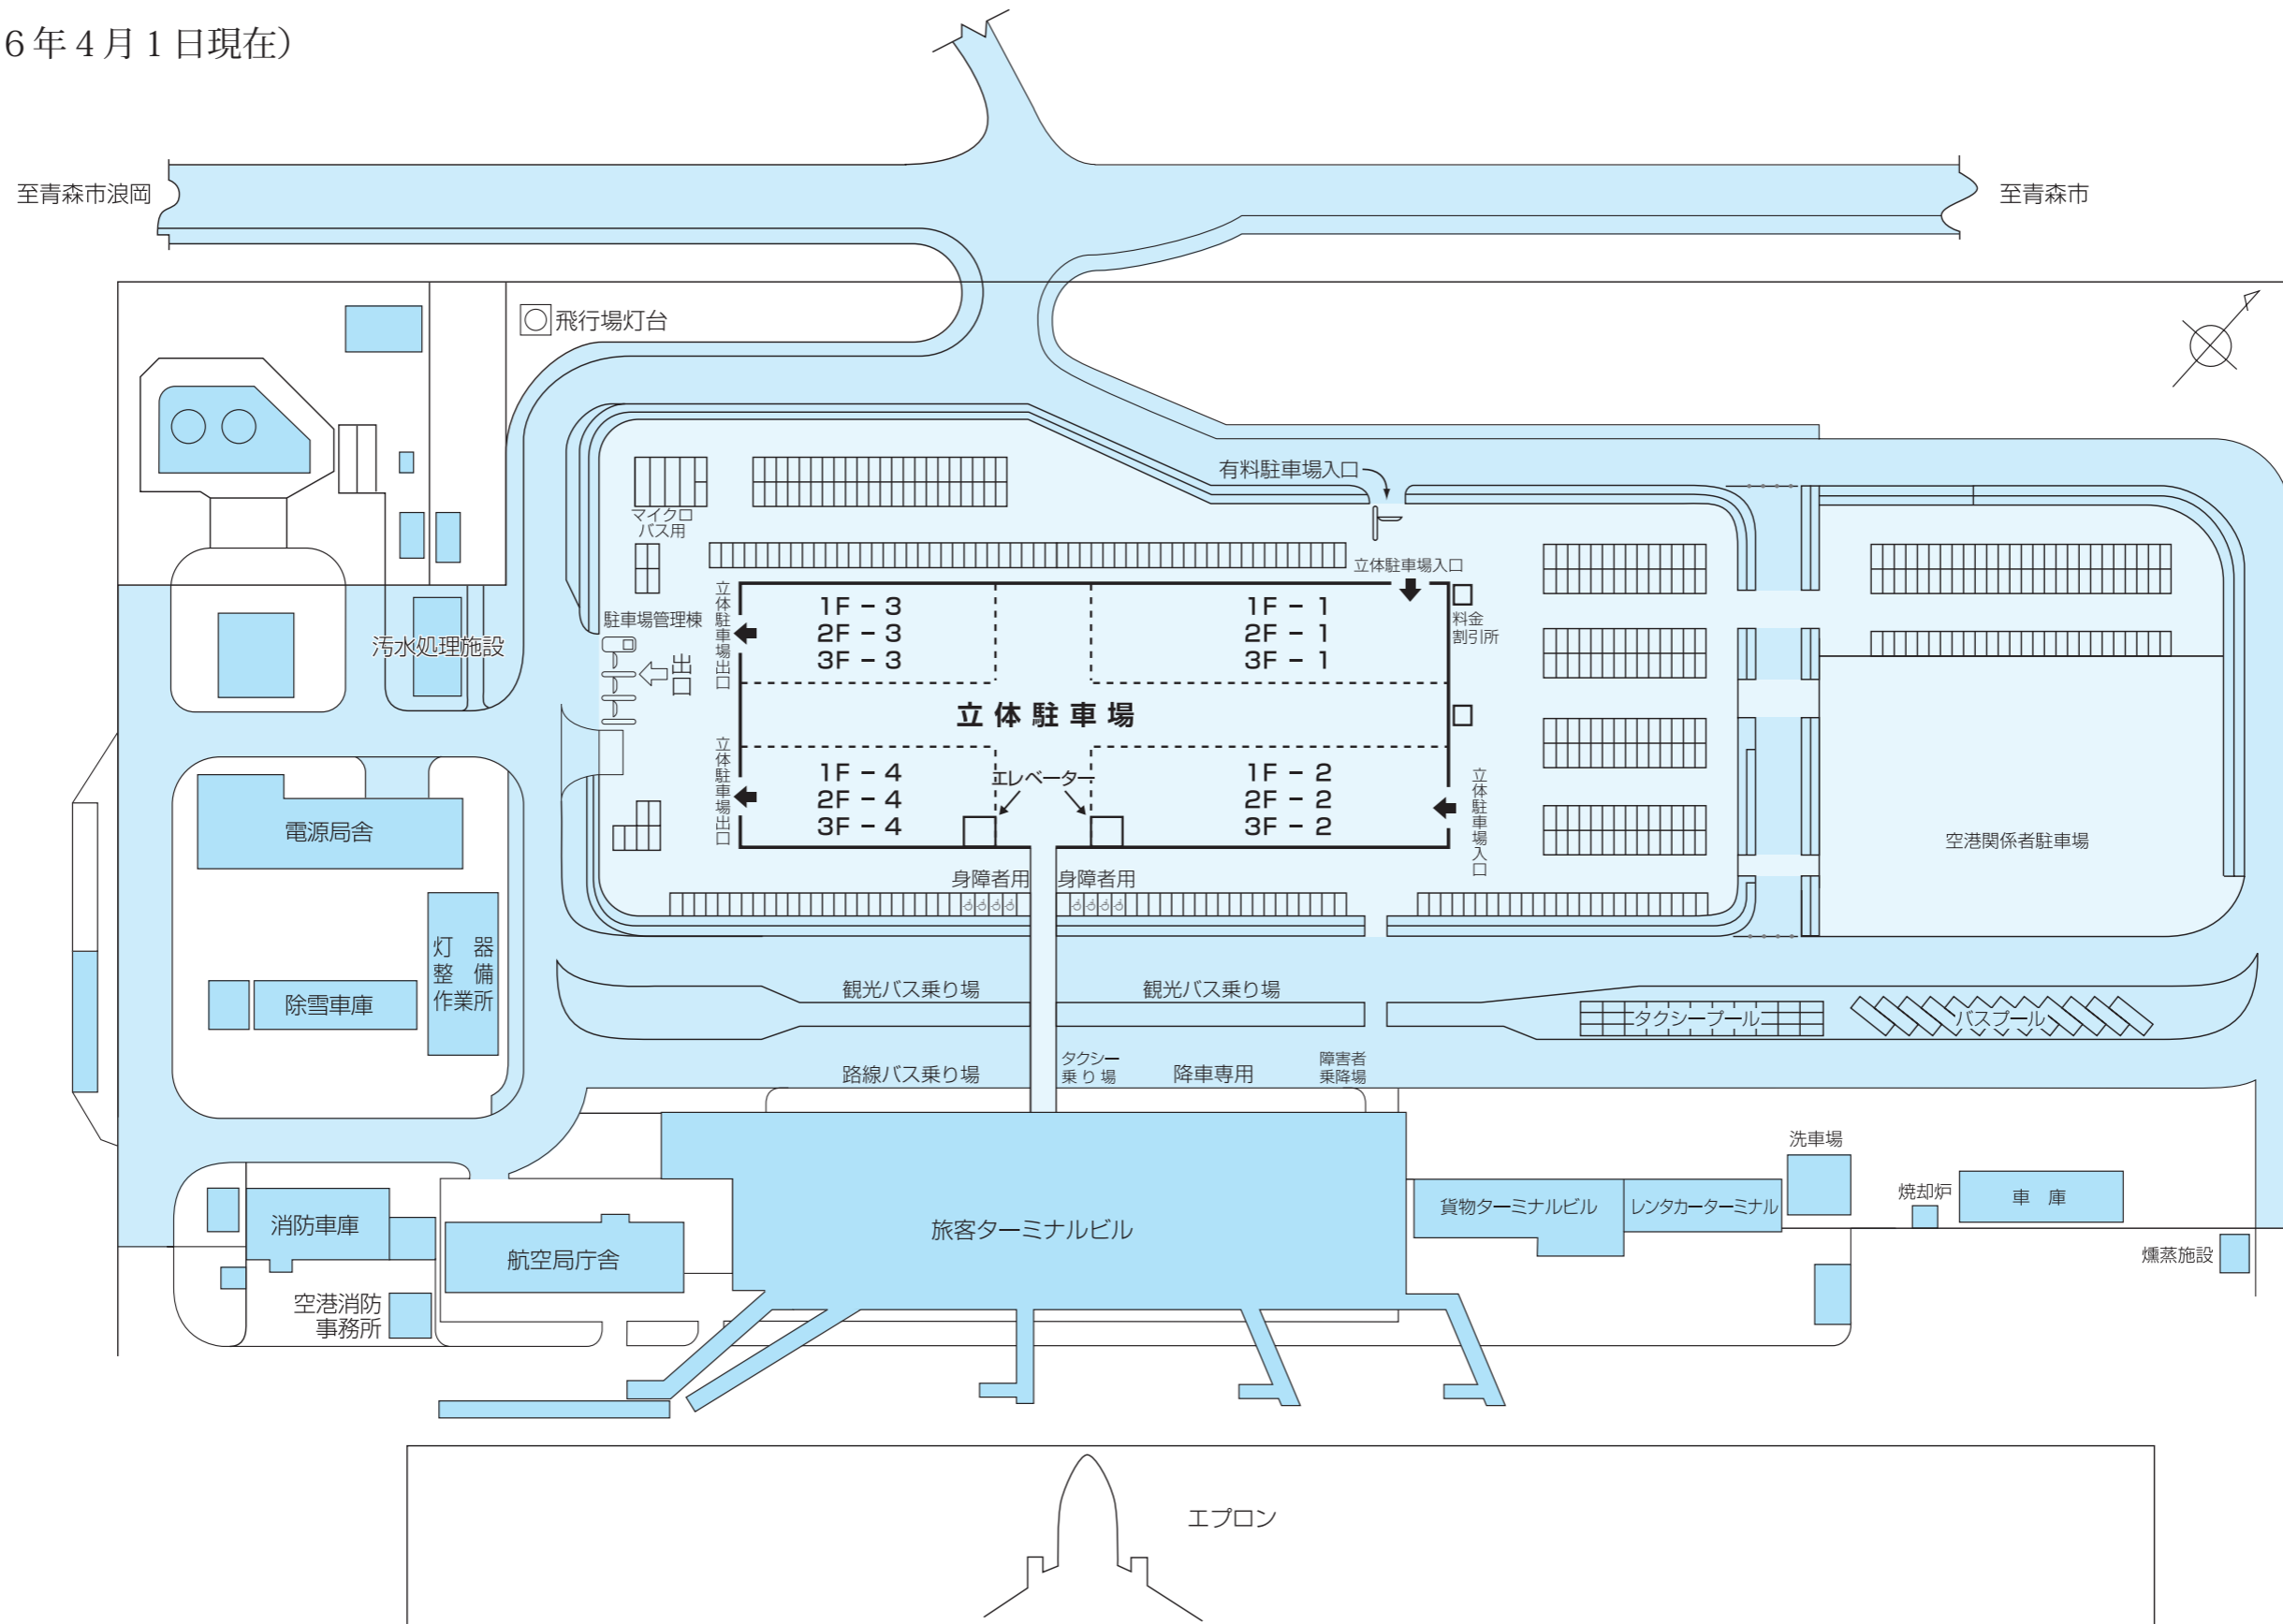 6年4月1日現在）
至青森市浪岡
至青森市
飛行場灯台
有料駐車場入口
マイクロ
バス用
立体駐車場入口
立体駐車場出口
1F － 3
2F － 3
3F － 3
1F － 1
2F － 1
3F － 1
料金
割引所
駐車場管理棟
出口
汚水処理施設
立体駐車場
立体駐車場出口
1F － 4
2F － 4
3F － 4
エレベーター
1F － 2
2F － 2
3F － 2
立体駐車場入口
電源局舎
空港関係者駐車場
身障者用
身障者用
灯 器
整 備
作業所
除雪車庫
観光バス乗り場
観光バス乗り場
タクシープール
バスプール
路線バス乗り場
タクシー
乗り場
降車専用
障害者
乗降場
洗車場
消防車庫
航空局庁舎
旅客ターミナルビル
貨物ターミナルビル
レンタカーターミナル
焼却炉
車 庫
燻蒸施設
空港消防
事務所
エプロン